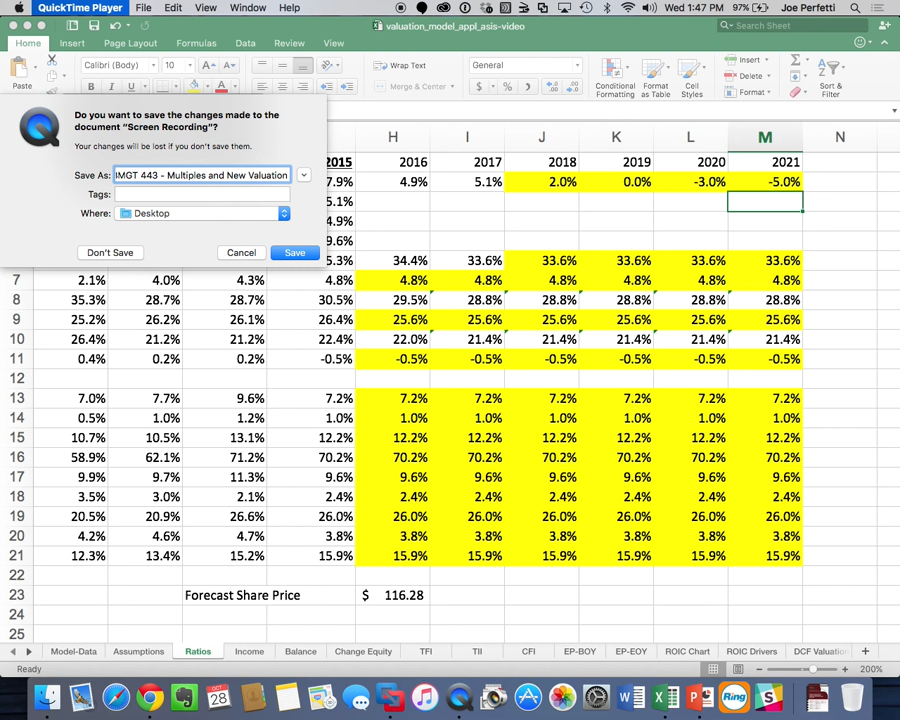 QuickTime Player File Edit View Window Help 97% Wed 1:47 PM Joe Perfetti
valuation_model_appl_asis-video
Search Sheet
Home Insert Page Layout Formulas Data Review View
Paste
Calibri (Body) 10 A A
B I U A
Wrap Text
Merge & Center
General
$ % )
Conditional Formatting
Format as Table
Cell Styles
Insert
Delete
Format
Sort & Filter
Do you want to save the changes made to the
document “Screen Recording”?
Your changes will be lost if you don't save them.
Save As: MGT 443 - Multiples and New Valuation
Tags:
Where: Desktop
Don't Save Cancel Save
H I J K L M N
2015 2016 2017 2018 2019 2020 2021
7.9% 4.9% 5.1% 2.0% 0.0% -3.0% -5.0%
5.1%
4.9%
9.6%
5.3% 34.4% 33.6% 33.6% 33.6% 33.6% 33.6%
7 2.1% 4.0% 4.3% 4.8% 4.8% 4.8% 4.8% 4.8% 4.8% 4.8%
8 35.3% 28.7% 28.7% 30.5% 29.5% 28.8% 28.8% 28.8% 28.8% 28.8%
9 25.2% 26.2% 26.1% 26.4% 25.6% 25.6% 25.6% 25.6% 25.6% 25.6%
10 26.4% 21.2% 21.2% 22.4% 22.0% 21.4% 21.4% 21.4% 21.4% 21.4%
11 0.4% 0.2% 0.2% -0.5% -0.5% -0.5% -0.5% -0.5% -0.5% -0.5%
12
13 7.0% 7.7% 9.6% 7.2% 7.2% 7.2% 7.2% 7.2% 7.2% 7.2%
14 0.5% 1.0% 1.2% 1.0% 1.0% 1.0% 1.0% 1.0% 1.0% 1.0%
15 10.7% 10.5% 13.1% 12.2% 12.2% 12.2% 12.2% 12.2% 12.2% 12.2%
16 58.9% 62.1% 71.2% 70.2% 70.2% 70.2% 70.2% 70.2% 70.2% 70.2%
17 9.9% 9.7% 11.3% 9.6% 9.6% 9.6% 9.6% 9.6% 9.6% 9.6%
18 3.5% 3.0% 2.1% 2.4% 2.4% 2.4% 2.4% 2.4% 2.4% 2.4%
19 20.5% 20.9% 26.6% 26.0% 26.0% 26.0% 26.0% 26.0% 26.0% 26.0%
20 4.2% 4.6% 4.7% 3.8% 3.8% 3.8% 3.8% 3.8% 3.8% 3.8%
21 12.3% 13.4% 15.2% 15.9% 15.9% 15.9% 15.9% 15.9% 15.9% 15.9%
22
23 Forecast Share Price $ 116.28
24
25
Model-Data Assumptions Ratios Income Balance Change Equity TFI TII CFI EP-BOY EP-EOY ROIC Chart ROIC Drivers DCF Valuation
Ready 200%
OCT 28 Ring